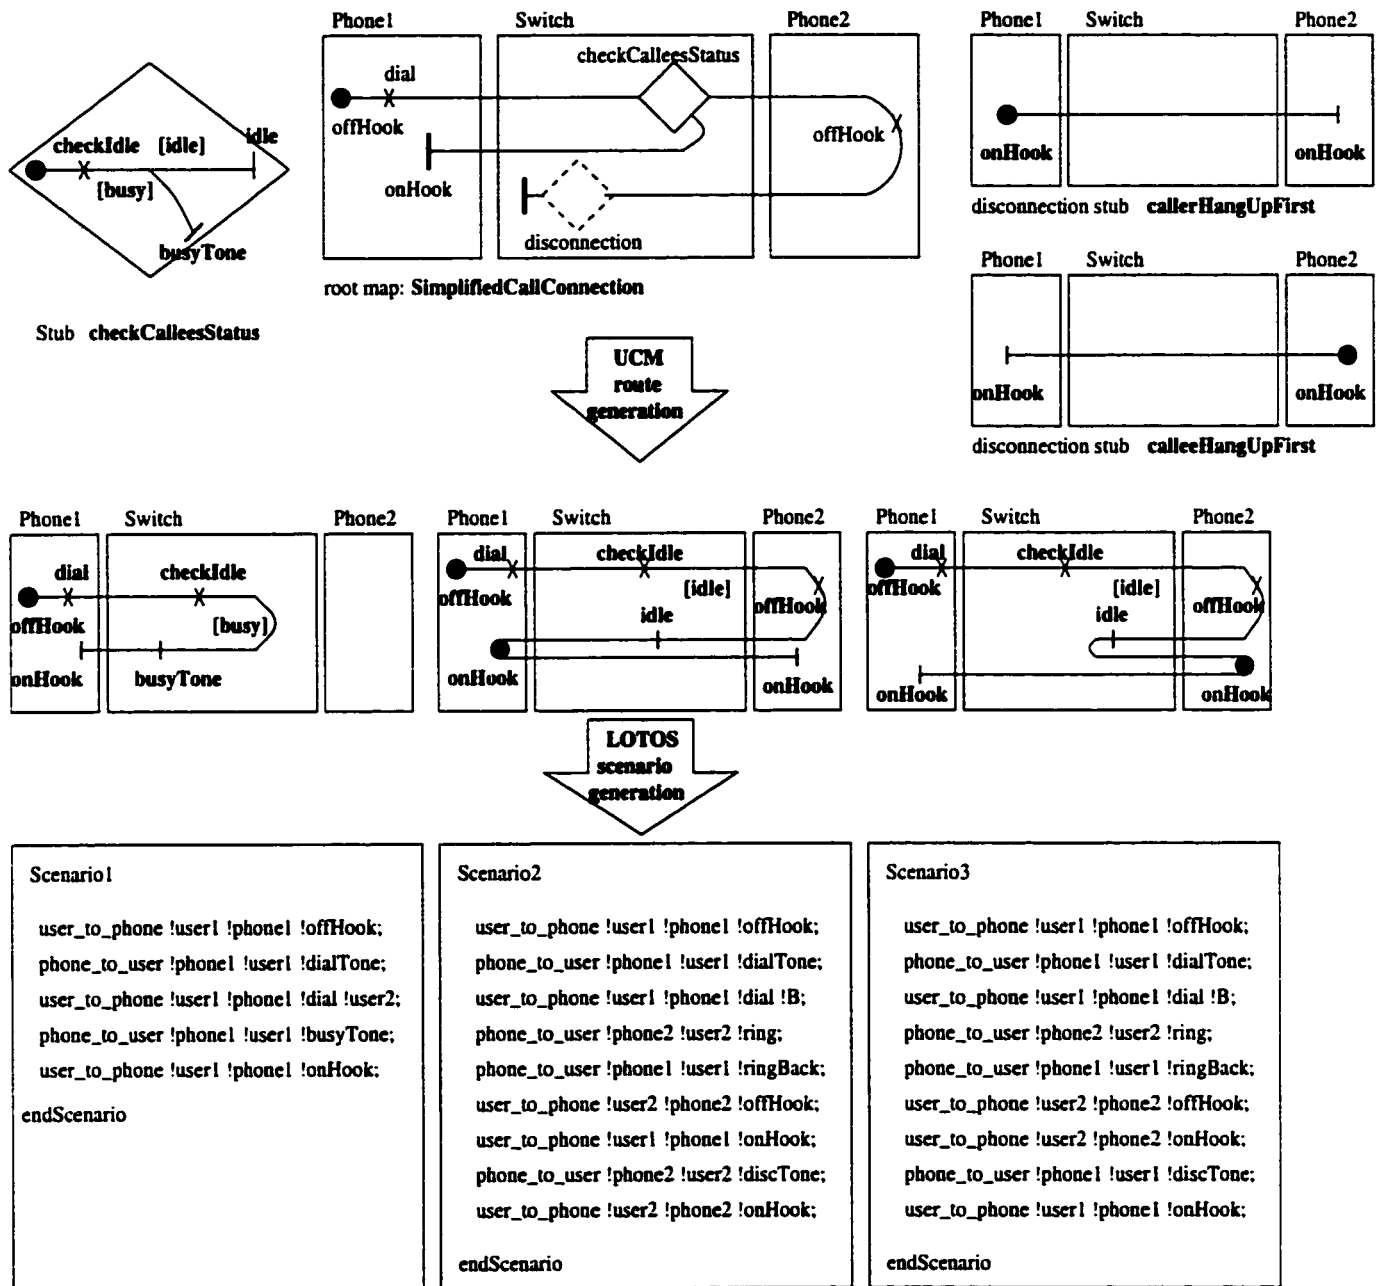 Phone1 Switch Phone2
checkCalleesStatus
dial
offHook
offHook
onHook
disconnection
root map: SimplifiedCallConnection
checkIdle [idle] idle
[busy]
busyTone
Stub checkCalleesStatus
Phone1 Switch Phone2
onHook onHook
disconnection stub callerHangUpFirst
Phone1 Switch Phone2
onHook onHook
disconnection stub calleeHangUpFirst
UCM
route
generation
Phone1 Switch Phone2
dial checkIdle
offHook [busy]
onHook busyTone
Phone1 Switch Phone2
dial checkIdle
[idle]
offHook offHook
idle
onHook onHook
Phone1 Switch Phone2
dial checkIdle
offHook [idle]
idle offHook
onHook onHook
LOTOS
scenario
generation
Scenario1
user_to_phone !user1 !phone1 !offHook;
phone_to_user !phone1 !user1 !dialTone;
user_to_phone !user1 !phone1 !dial !user2;
phone_to_user !phone1 !user1 !busyTone;
user_to_phone !user1 !phone1 !onHook;
endScenario
Scenario2
user_to_phone !user1 !phone1 !offHook;
phone_to_user !phone1 !user1 !dialTone;
user_to_phone !user1 !phone1 !dial !B;
phone_to_user !phone2 !user2 !ring;
phone_to_user !phone1 !user1 !ringBack;
user_to_phone !user2 !phone2 !offHook;
user_to_phone !user1 !phone1 !onHook;
phone_to_user !phone2 !user2 !discTone;
user_to_phone !user2 !phone2 !onHook;
endScenario
Scenario3
user_to_phone !user1 !phone1 !offHook;
phone_to_user !phone1 !user1 !dialTone;
user_to_phone !user1 !phone1 !dial !B;
phone_to_user !phone2 !user2 !ring;
phone_to_user !phone1 !user1 !ringBack;
user_to_phone !user2 !phone2 !offHook;
user_to_phone !user2 !phone2 !onHook;
phone_to_user !phone1 !user1 !discTone;
user_to_phone !user1 !phone1 !onHook;
endScenario